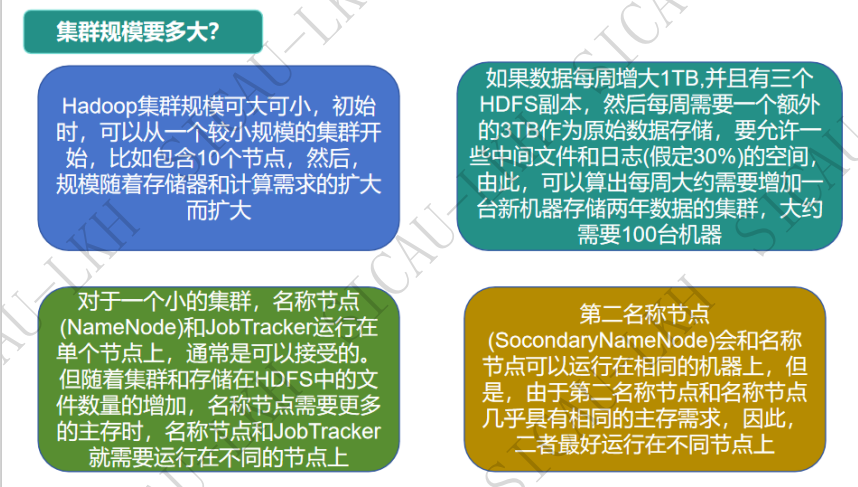 集群规模要多大？
Hadoop集群规模可大可小，初始
时，可以从一个较小规模的集群开
始，比如包含10个节点，然后，
规模随着存储器和计算需求的扩大
而扩大
如果数据每周增大1TB,并且有三个
HDFS副本，然后每周需要一个额外
的3TB作为原始数据存储，要允许一
些中间文件和日志(假定30%)的空间，
由此，可以算出每周大约需要增加一
台新机器存储两年数据的集群，大约
需要100台机器
对于一个小的集群，名称节点
(NameNode)和JobTracker运行在
单个节点上，通常是可以接受的。
但随着集群和存储在HDFS中的文
件数量的增加，名称节点需要更多
的主存时，名称节点和JobTracker
就需要运行在不同的节点上
第二名称节点
(SocondaryNameNode)会和名称
节点可以运行在相同的机器上，但
是，由于第二名称节点和名称节点
几乎具有相同的主存需求，因此，
二者最好运行在不同节点上
SICAU-LKH
SICAU-LKH
SICAU-LKH
SICAU-LKH